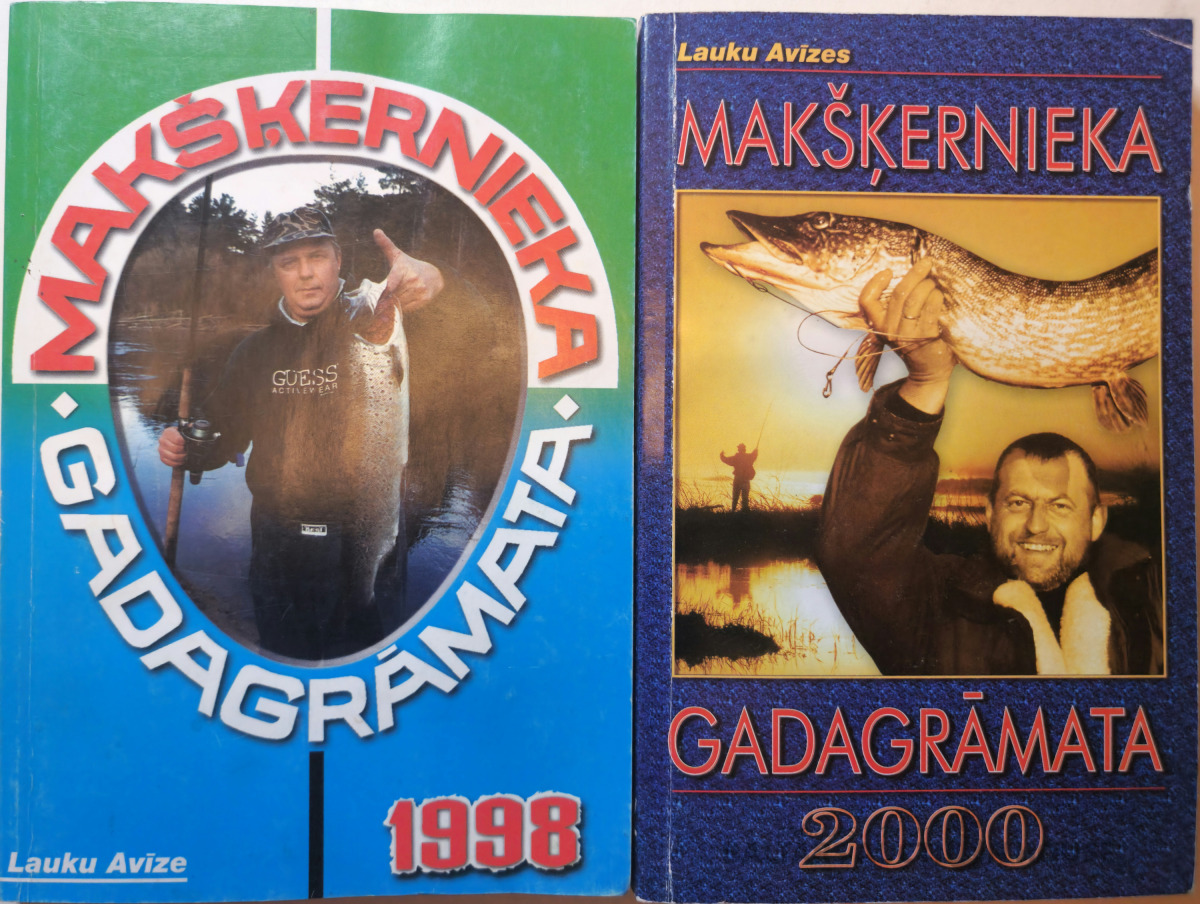 MAKŠĶERNIEKA
GUESS
ACTIVEWEAR
• GADAGRĀMATA •
1998
Lauku Avīze
Lauku Avīzes
MAKŠĶERNIEKA
GADAGRĀMATA
2000